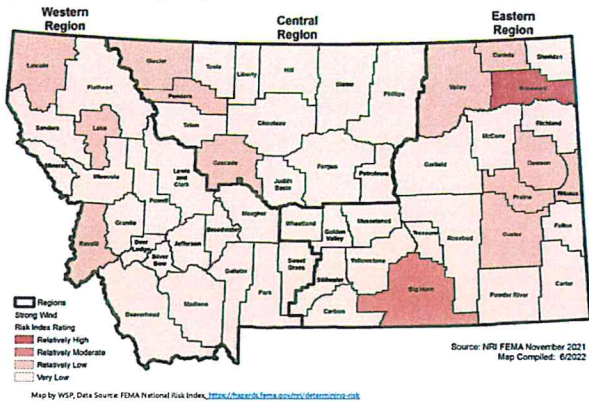 Western
Region
Central
Region
Eastern
Region
Lincoln
Flathead
Glacier
Toole
Liberty
Hill
Blaine
Phillips
Valley
Daniels
Sheridan
Roosevelt
Pondera
Sanders
Lake
Teton
Chouteau
Richland
McCone
Mineral
Missoula
Lewis
and
Clark
Cascade
Judith
Basin
Fergus
Petroleum
Garfield
Dawson
Prairie
Wibaux
Powell
Ravalli
Granite
Deer
Lodge
Silver
Bow
Jefferson
Broadwater
Meagher
Wheatland
Golden
Valley
Musselshell
Treasure
Rosebud
Custer
Fallon
Beaverhead
Madison
Gallatin
Park
Sweet
Grass
Stillwater
Yellowstone
Carbon
Big Horn
Powder River
Carter
Regions
Strong Wind
Risk Index Rating
Relatively High
Relatively Moderate
Relatively Low
Very Low
Source: NRI FEMA November 2021
Map Compiled: 6/2022
Map by WSP, Data Source: FEMA National Risk Index, https://hazards.fema.gov/nri/determining-risk